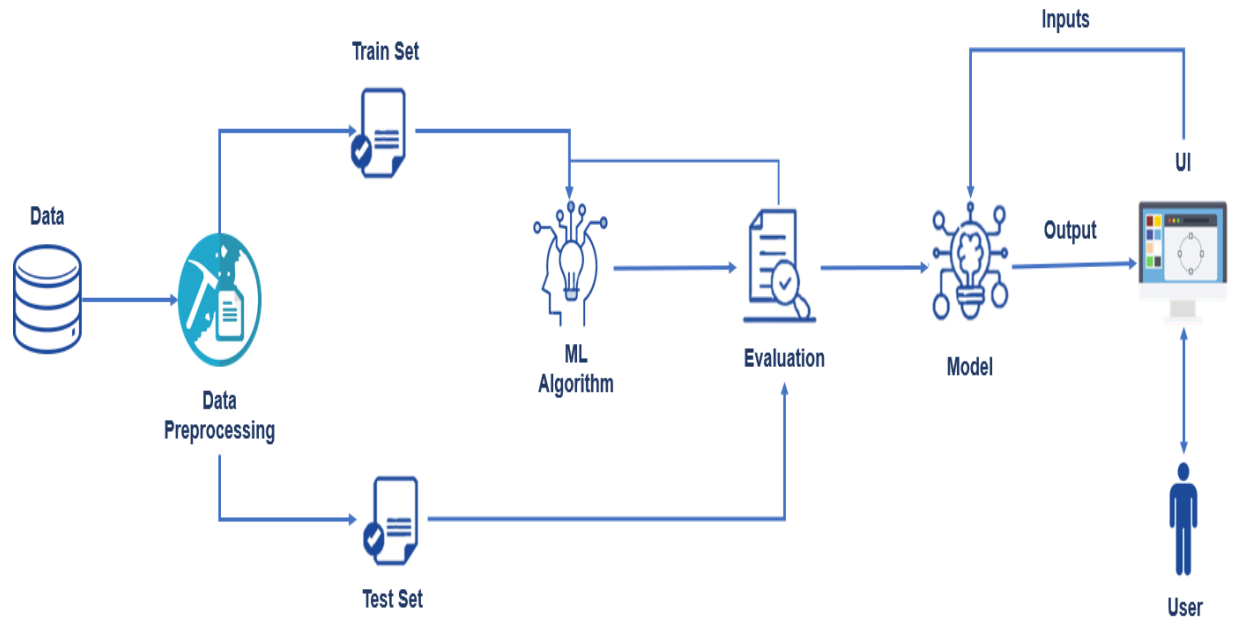 Inputs
Train Set
UI
Data
Output
ML
Algorithm
Evaluation
Model
Data
Preprocessing
Test Set
User